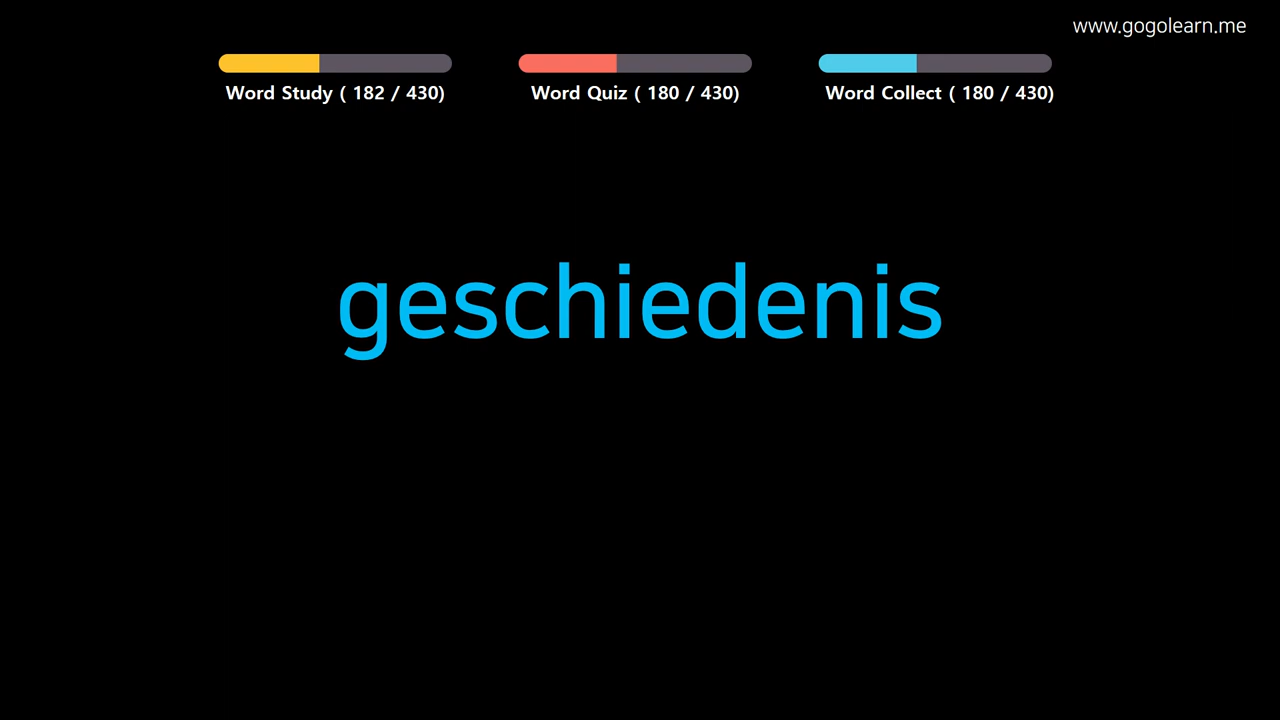 www.gogolearn.me
Word Study ( 182 / 430)
Word Quiz ( 180 / 430)
Word Collect ( 180 / 430)
geschiedenis